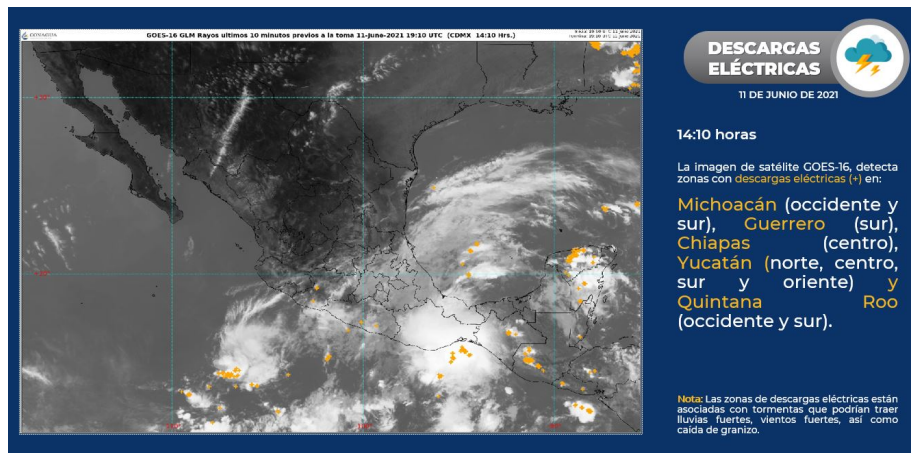 CONAGUA
GOES-16 GLM Rayos ultimos 10 minutos previos a la toma 11-June-2021 19:10 UTC (CDMX 14:10 Hrs.)
DESCARGAS
ELÉCTRICAS
11 DE JUNIO DE 2021
14:10 horas
La imagen de satélite GOES-16, detecta
zonas con descargas eléctricas (+) en:
Michoacán (occidente y
sur), Guerrero (sur),
Chiapas (centro),
Yucatán (norte, centro,
sur y oriente) y
Quintana Roo
(occidente y sur).
Nota: Las zonas de descargas eléctricas están
asociadas con tormentas que podrían traer
lluvias fuertes, vientos fuertes, así como
caída de granizo.